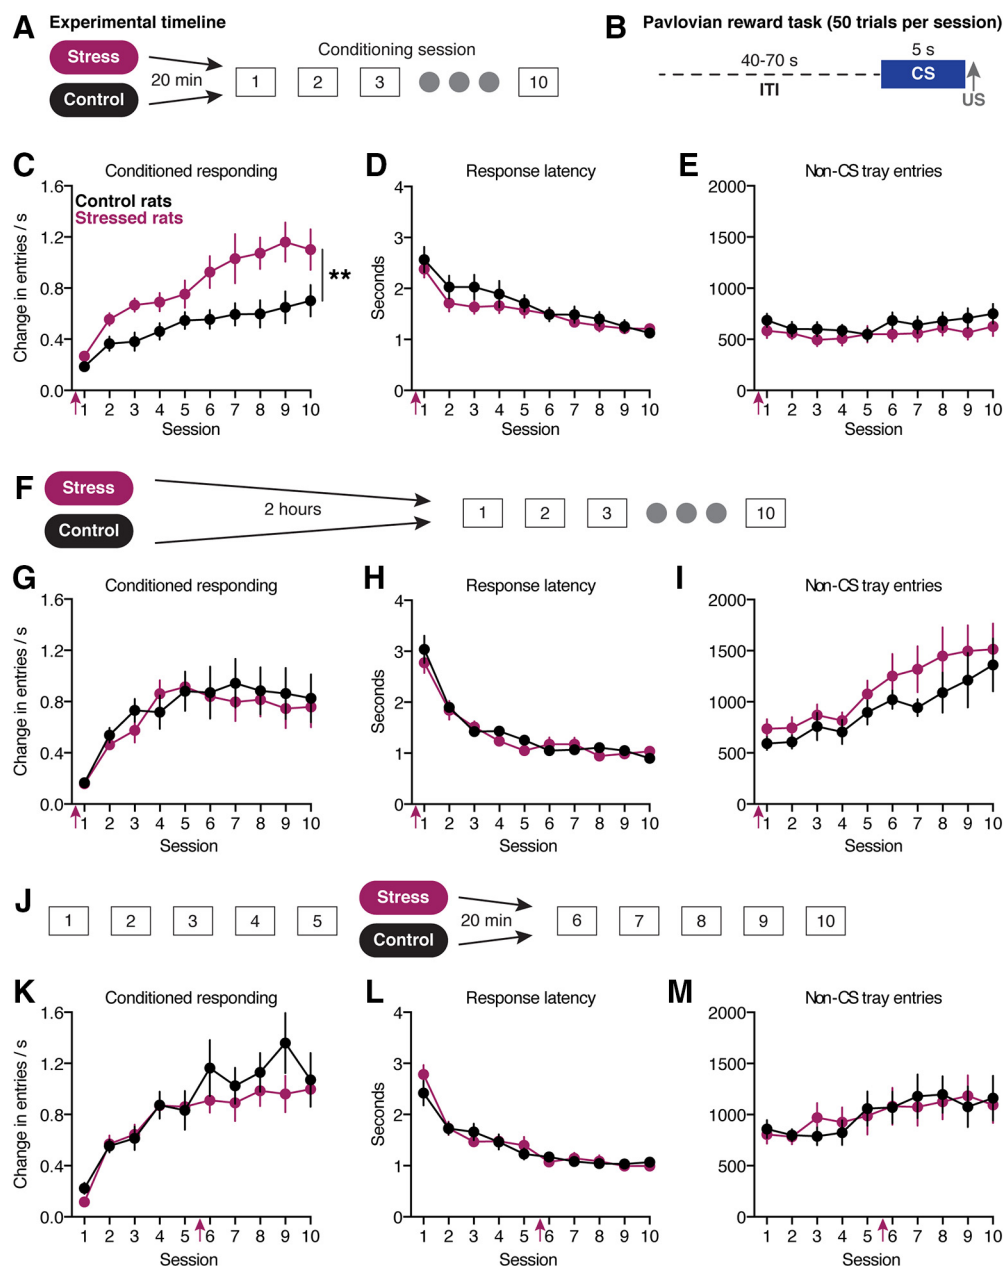 A Experimental timeline
Stress
Control
20 min
Conditioning session
1 2 3 10
B Pavlovian reward task (50 trials per session)
40-70 s
ITI
5 s
CS
US
C Conditioned responding
Control rats
Stressed rats
**
Change in entries / s
1.6
1.2
0.8
0.4
0.0
1 2 3 4 5 6 7 8 9 10
Session
D Response latency
Seconds
4
3
2
1
0
1 2 3 4 5 6 7 8 9 10
Session
E Non-CS tray entries
2000
1500
1000
500
0
1 2 3 4 5 6 7 8 9 10
Session
F Stress
Control
2 hours
1 2 3 10
G Conditioned responding
Change in entries / s
1.6
1.2
0.8
0.4
0.0
1 2 3 4 5 6 7 8 9 10
Session
H Response latency
Seconds
4
3
2
1
0
1 2 3 4 5 6 7 8 9 10
Session
I Non-CS tray entries
2000
1500
1000
500
0
1 2 3 4 5 6 7 8 9 10
Session
J 1 2 3 4 5
Stress
Control
20 min
6 7 8 9 10
K Conditioned responding
Change in entries / s
1.6
1.2
0.8
0.4
0.0
1 2 3 4 5 6 7 8 9 10
Session
L Response latency
Seconds
4
3
2
1
0
1 2 3 4 5 6 7 8 9 10
Session
M Non-CS tray entries
2000
1500
1000
500
0
1 2 3 4 5 6 7 8 9 10
Session